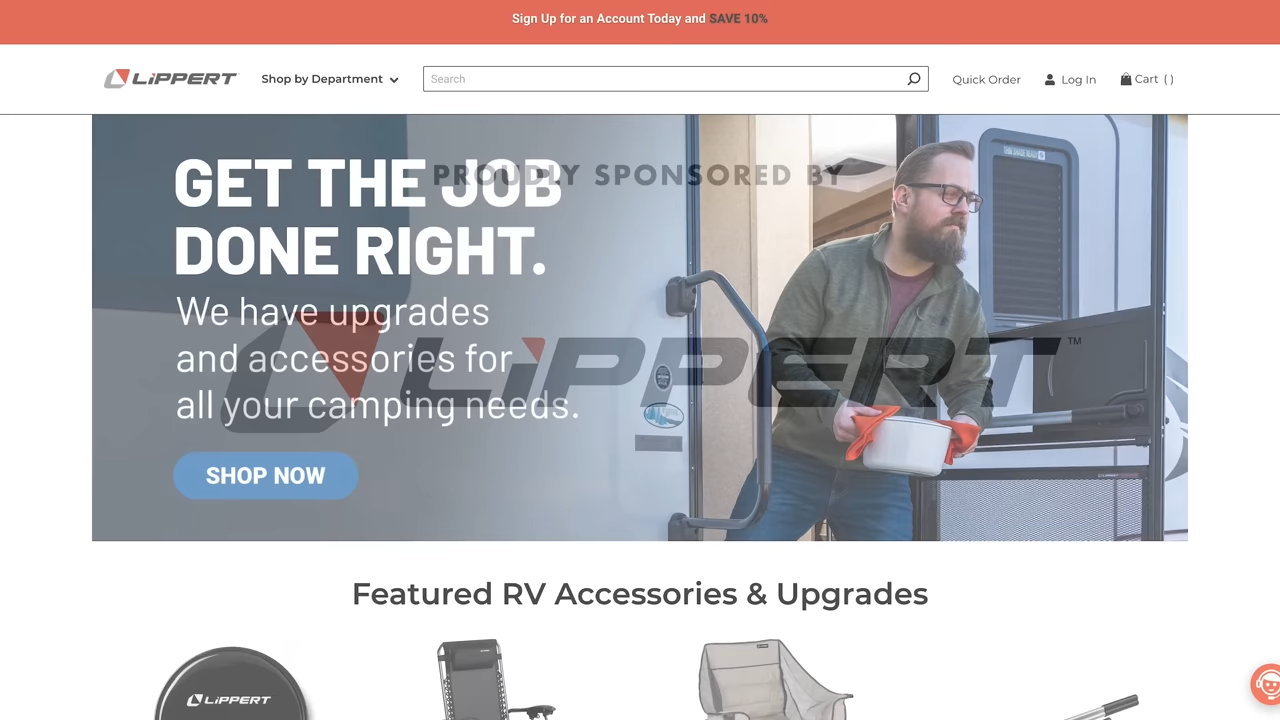 Sign Up for an Account Today and SAVE 10%
LIPPERT
Shop by Department
Search
Quick Order
Log In
Cart ( )
PROUDLY SPONSORED BY
GET THE JOB
DONE RIGHT.
We have upgrades
and accessories for
all your camping needs.
LIPPERT™
SHOP NOW
Featured RV Accessories & Upgrades
LIPPERT